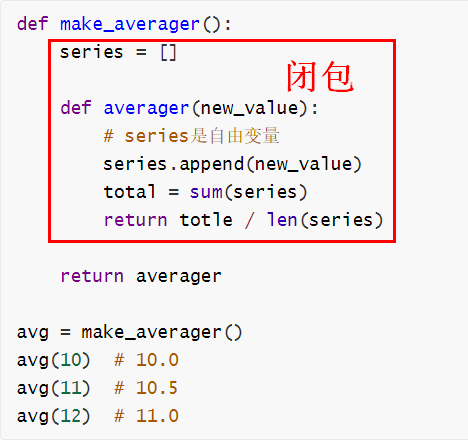 def make_averager():
    series = []
闭包
    def averager(new_value):
        # series是自由变量
        series.append(new_value)
        total = sum(series)
        return totle / len(series)
    return averager
avg = make_averager()
avg(10)  # 10.0
avg(11)  # 10.5
avg(12)  # 11.0